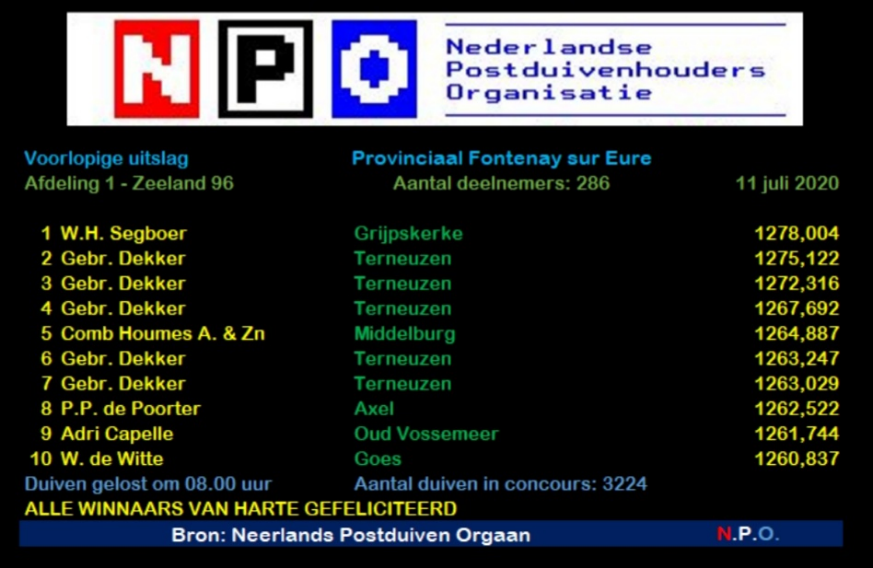 NPO
Nederlandse
Postduivenhouders
Organisatie
Voorlopige uitslag Provinciaal Fontenay sur Eure
Afdeling 1 - Zeeland 96 Aantal deelnemers: 286 11 juli 2020
1 W.H. Segboer Grijpskerke 1278,004
2 Gebr. Dekker Terneuzen 1275,122
3 Gebr. Dekker Terneuzen 1272,316
4 Gebr. Dekker Terneuzen 1267,692
5 Comb Houmes A. & Zn Middelburg 1264,887
6 Gebr. Dekker Terneuzen 1263,247
7 Gebr. Dekker Terneuzen 1263,029
8 P.P. de Poorter Axel 1262,522
9 Adri Capelle Oud Vossemeer 1261,744
10 W. de Witte Goes 1260,837
Duiven gelost om 08.00 uur Aantal duiven in concours: 3224
ALLE WINNAARS VAN HARTE GEFELICITEERD
Bron: Neerlands Postduiven Orgaan N.P.O.